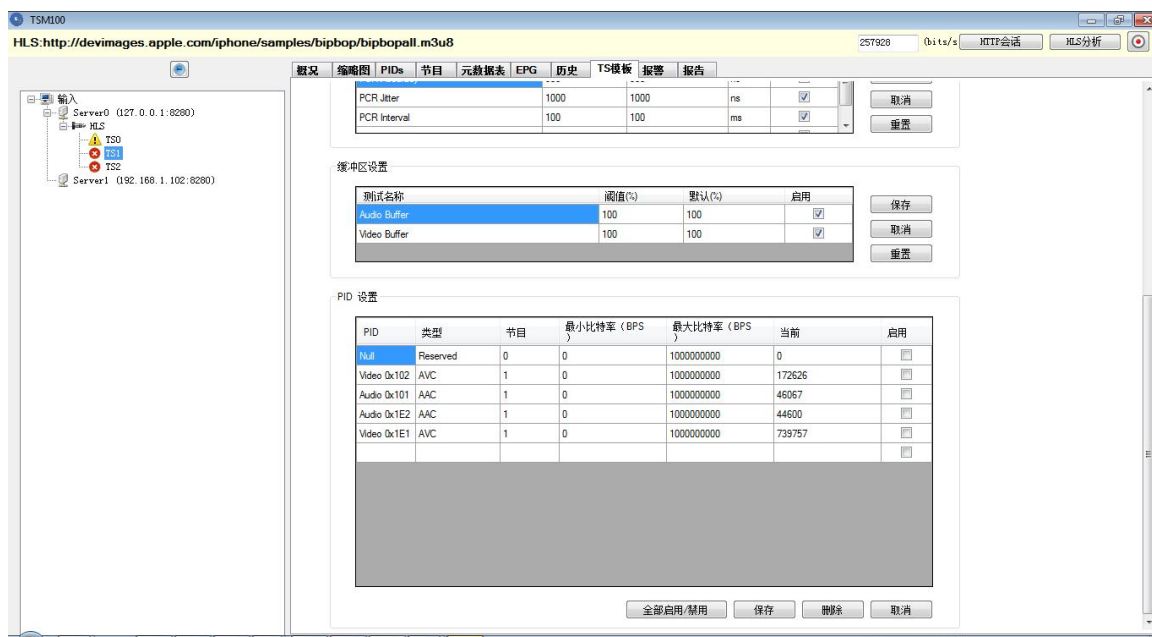 TSM100
HLS:http://devimages.apple.com/iphone/samples/bipbop/bipbopall.m3u8
257928 (bits/s HTTP会话 HLS分析
概况 缩略图 PIDs 节目 元数据表 EPG 历史 TS模板 报警 报告
输入
Server0 (127.0.0.1:8280)
HLS
TS0
TS1
TS2
Server1 (192.168.1.102:8280)
PCR Jitter 1000 1000 ns
PCR Interval 100 100 ms
取消
重置
缓冲区设置
测试名称 阈值(%) 默认(%) 启用
Audio Buffer 100 100
Video Buffer 100 100
保存
取消
重置
PID 设置
PID 类型 节目 最小比特率（BPS） 最大比特率（BPS） 当前 启用
Null Reserved 0 0 1000000000 0
Video 0x102 AVC 1 0 1000000000 172626
Audio 0x101 AAC 1 0 1000000000 46067
Audio 0x1E2 AAC 1 0 1000000000 44600
Video 0x1E1 AVC 1 0 1000000000 739757
全部启用/禁用 保存 删除 取消